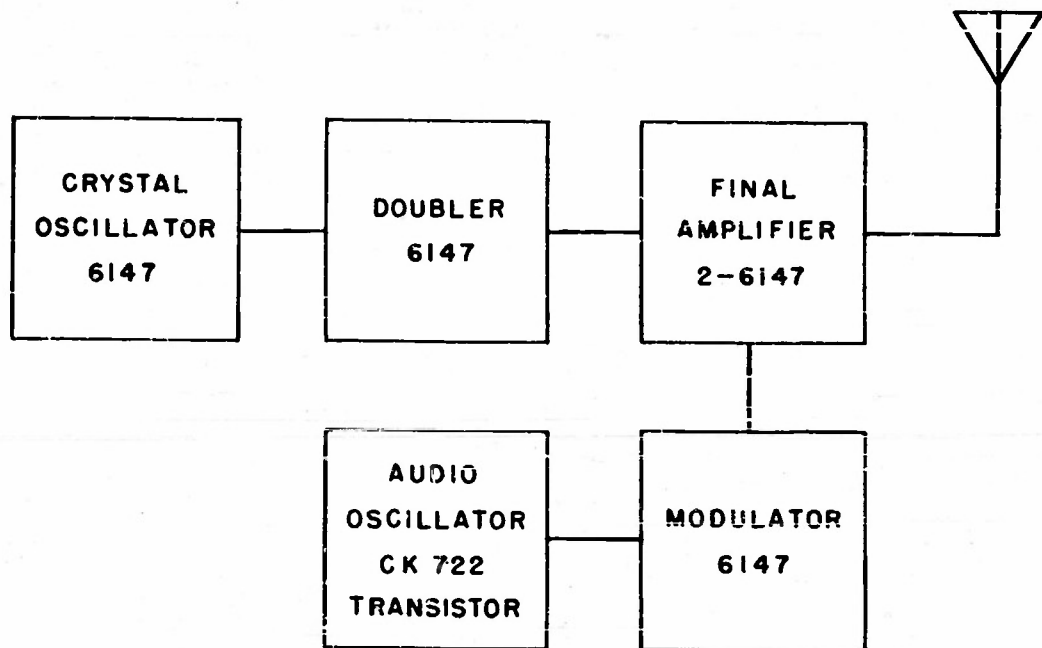 CRYSTAL
OSCILLATOR
6147
DOUBLER
6147
FINAL
AMPLIFIER
2-6147
AUDIO
OSCILLATOR
CK 722
TRANSISTOR
MODULATOR
6147